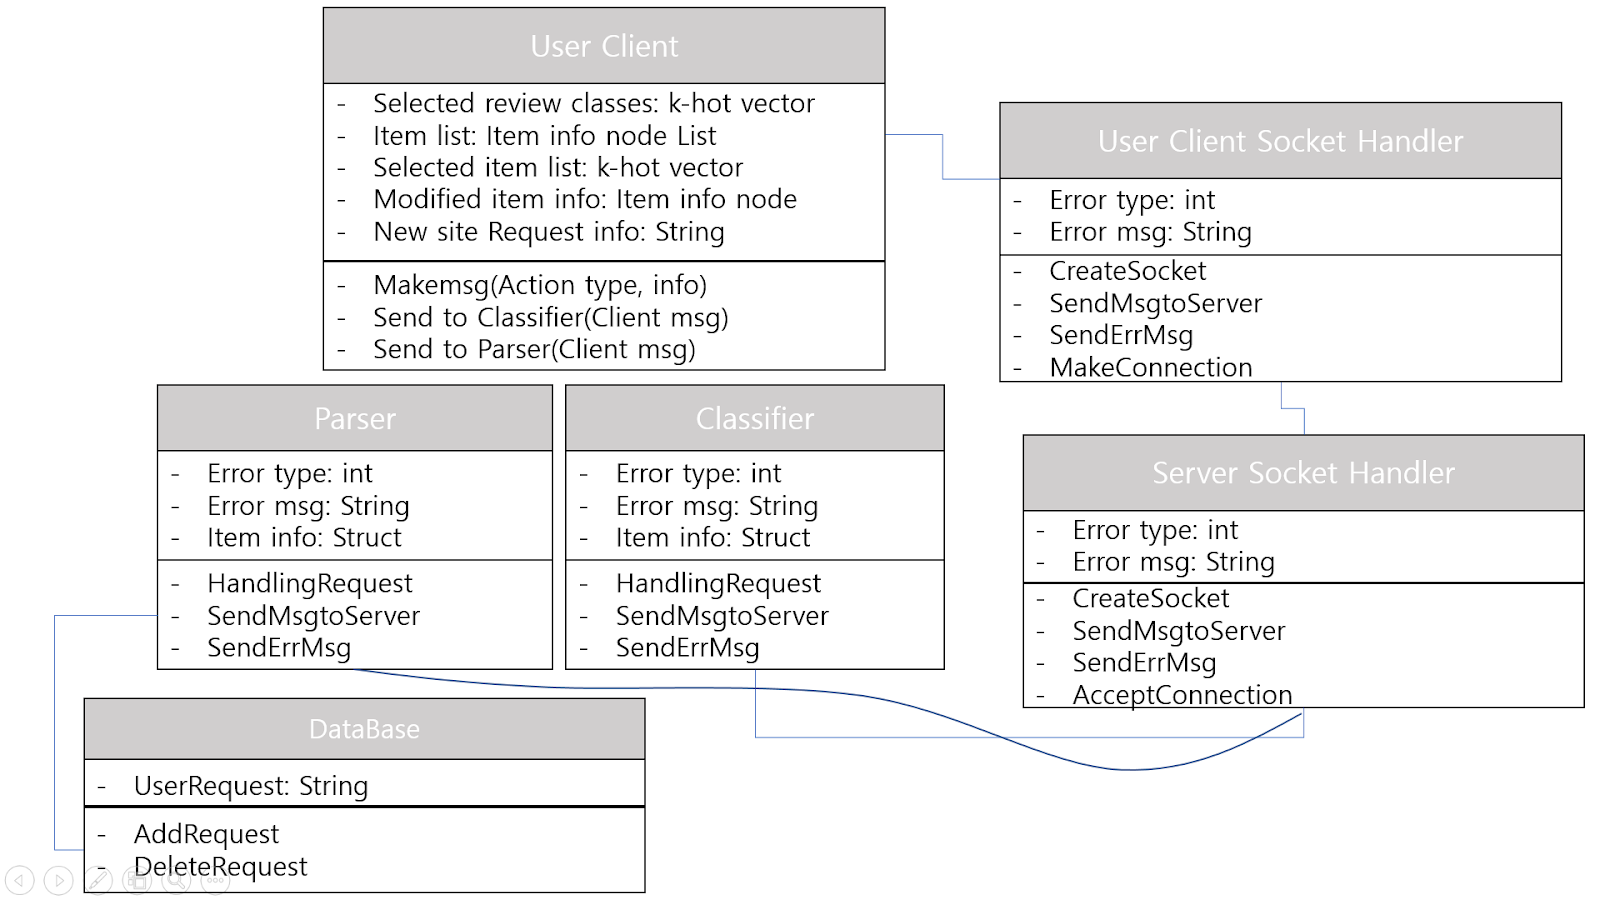 User Client
- Selected review classes: k-hot vector
- Item list: Item info node List
- Selected item list: k-hot vector
- Modified item info: Item info node
- New site Request info: String
- Makemsg(Action type, info)
- Send to Classifier(Client msg)
- Send to Parser(Client msg)
User Client Socket Handler
- Error type: int
- Error msg: String
- CreateSocket
- SendMsgtoServer
- SendErrMsg
- MakeConnection
Parser
- Error type: int
- Error msg: String
- Item info: Struct
- HandlingRequest
- SendMsgtoServer
- SendErrMsg
Classifier
- Error type: int
- Error msg: String
- Item info: Struct
- HandlingRequest
- SendMsgtoServer
- SendErrMsg
Server Socket Handler
- Error type: int
- Error msg: String
- CreateSocket
- SendMsgtoServer
- SendErrMsg
- AcceptConnection
DataBase
- UserRequest: String
- AddRequest
- DeleteRequest